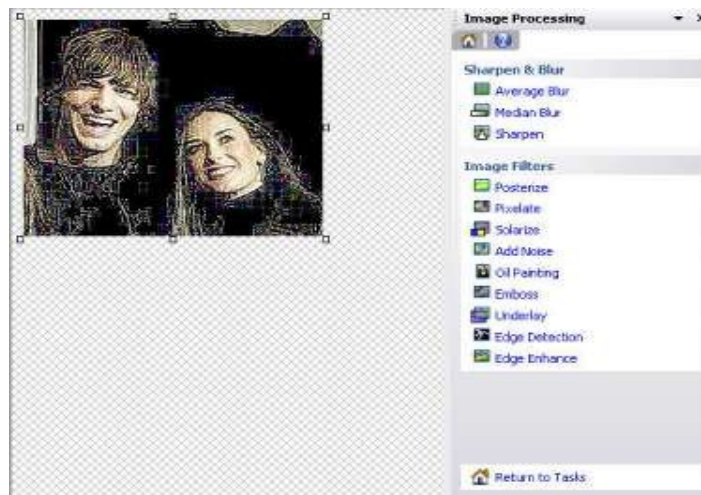 Image Processing
Sharpen & Blur
Average Blur
Median Blur
Sharpen
Image Filters
Posterize
Pixelate
Solarize
Add Noise
Oil Painting
Emboss
Underlay
Edge Detection
Edge Enhance
Return to Tasks